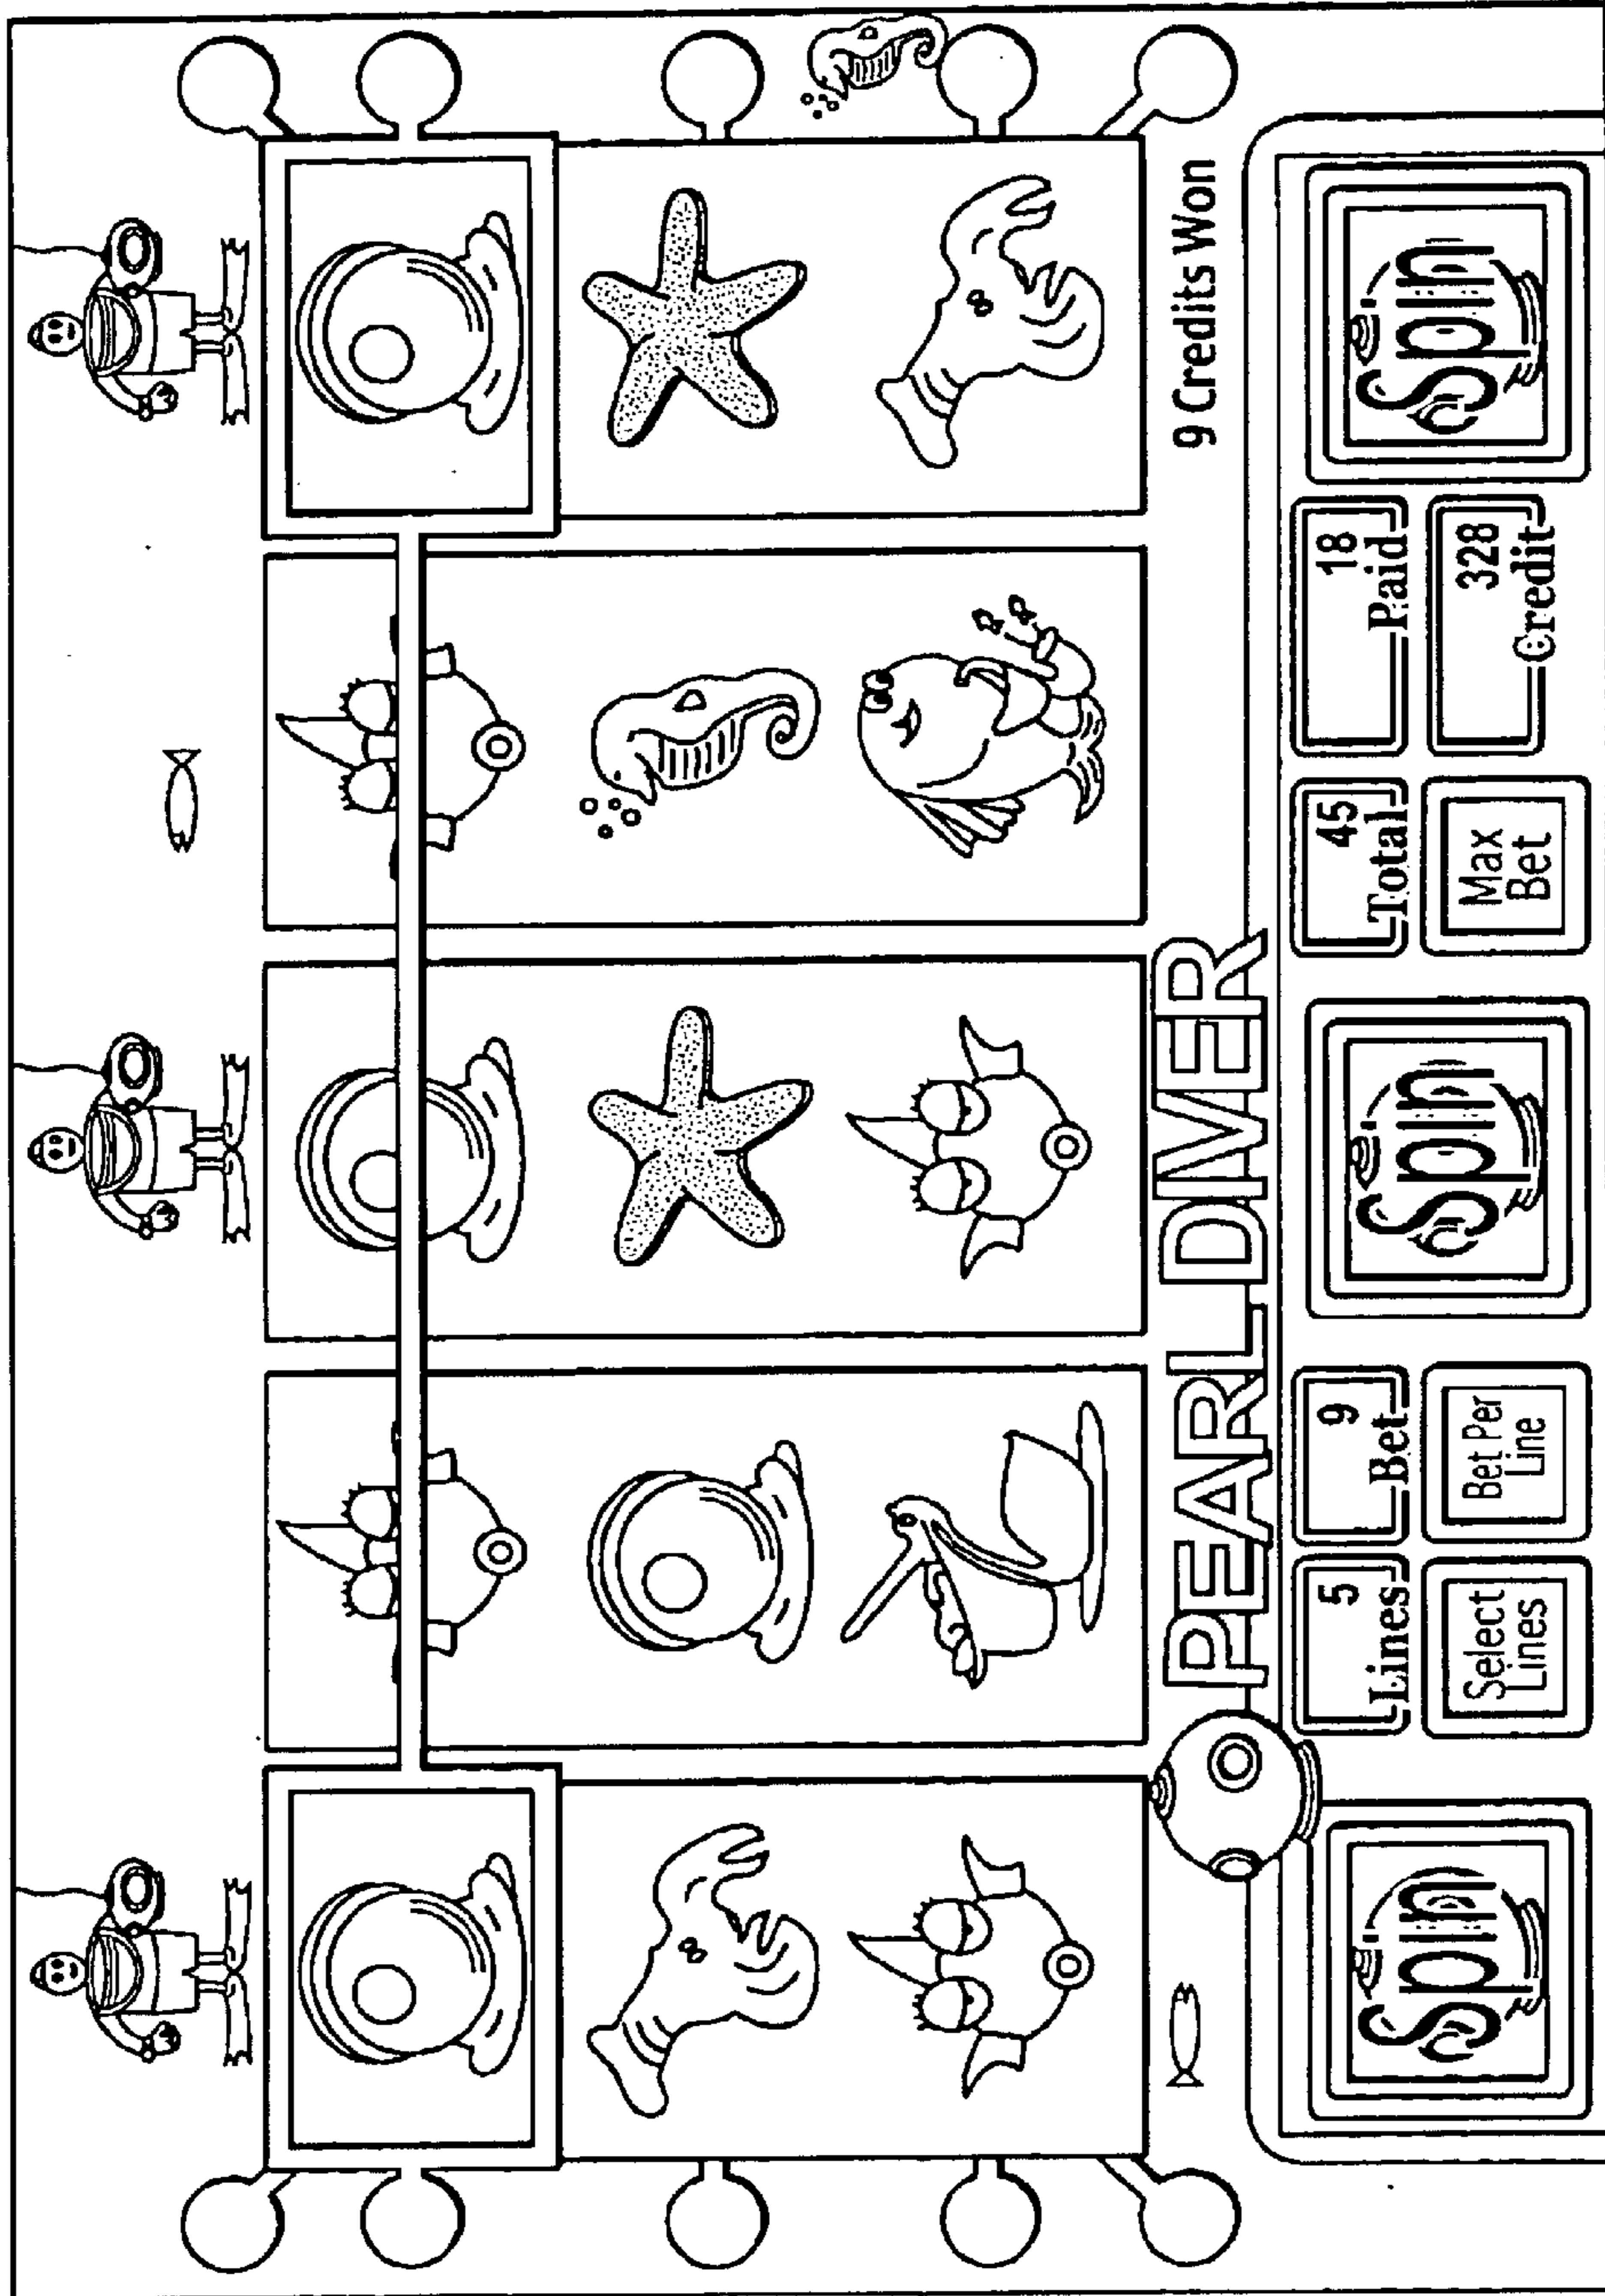 9 Credits Won
PEARL DIVER
5
Lines
9
Bet
45
Total
18
Paid
328
Credit
Select
Lines
Bet Per
Line
Max
Bet
Spin
Spin
Spin